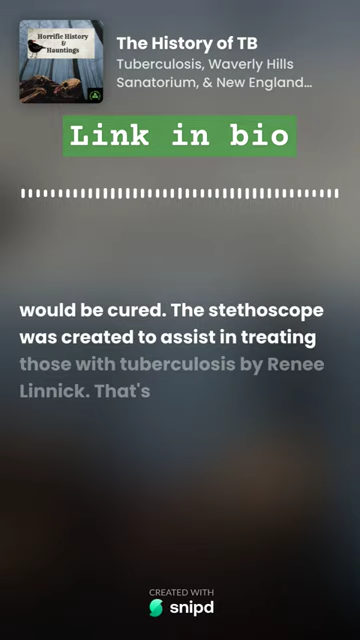 Horrific History
&
Hauntings
The History of TB
Tuberculosis, Waverly Hills
Sanatorium, & New England...
Link in bio
would be cured. The stethoscope
was created to assist in treating
those with tuberculosis by Renee
Linnick. That's
CREATED WITH
snipd